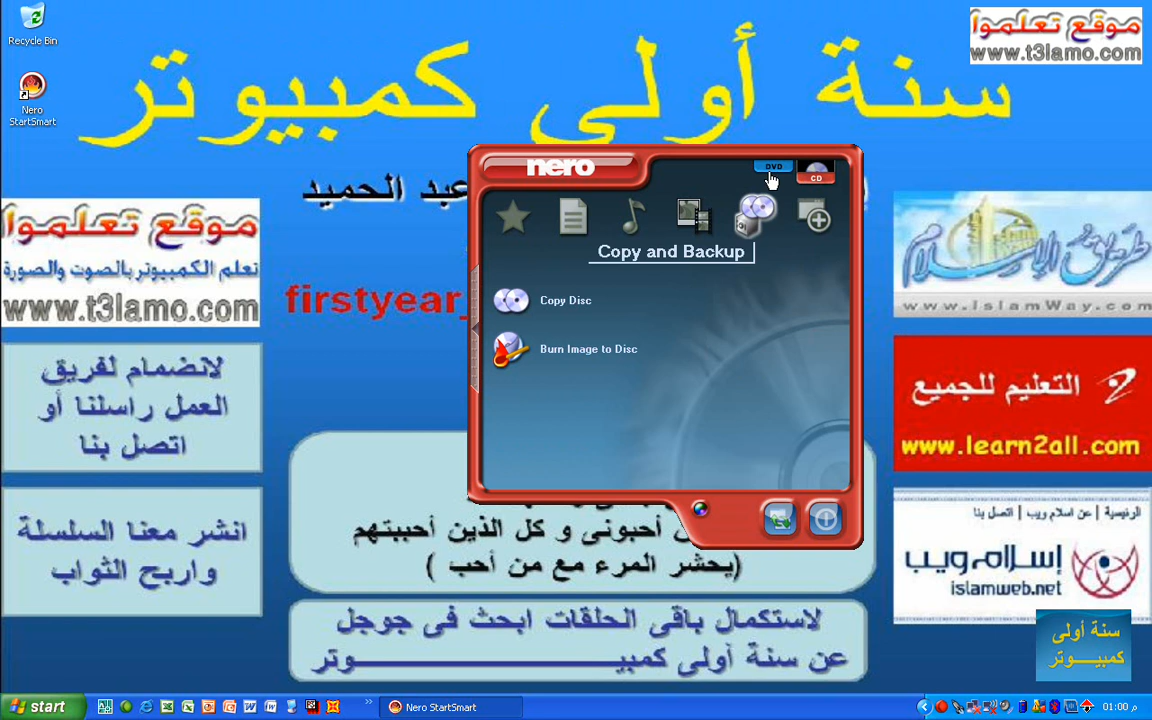 Recycle Bin
Nero
StartSmart
موقع تعلموا
www.t3lamo.com
سنة أولى كمبيوتر
عبد الحميد
موقع تعلموا
تعلم الكمبيوتر بالصوت والصورة
www.t3lamo.com
firstyear_
لانضمام لفريق
العمل راسلنا أو
اتصل بنا
انشر معنا السلسلة
واربح الثواب
nero
DVD
CD
Copy and Backup
Copy Disc
Burn Image to Disc
أحبونى و كل الذين أحببتهم
(يحشر المرء مع من أحب )
لاستكمال باقى الحلقات ابحث فى جوجل
عن سنة أولى كمبيـــــــــــــــــــــوتر
طريق الإسلام
www.IslamWay.com
التعليم للجميع
www.learn2all.com
الرئيسية | عن اسلام ويب | اتصل بنا
إسلام ويب
islamweb.net
سنة أولى
كمبيـــوتر
start
Nero StartSmart
01:00 م